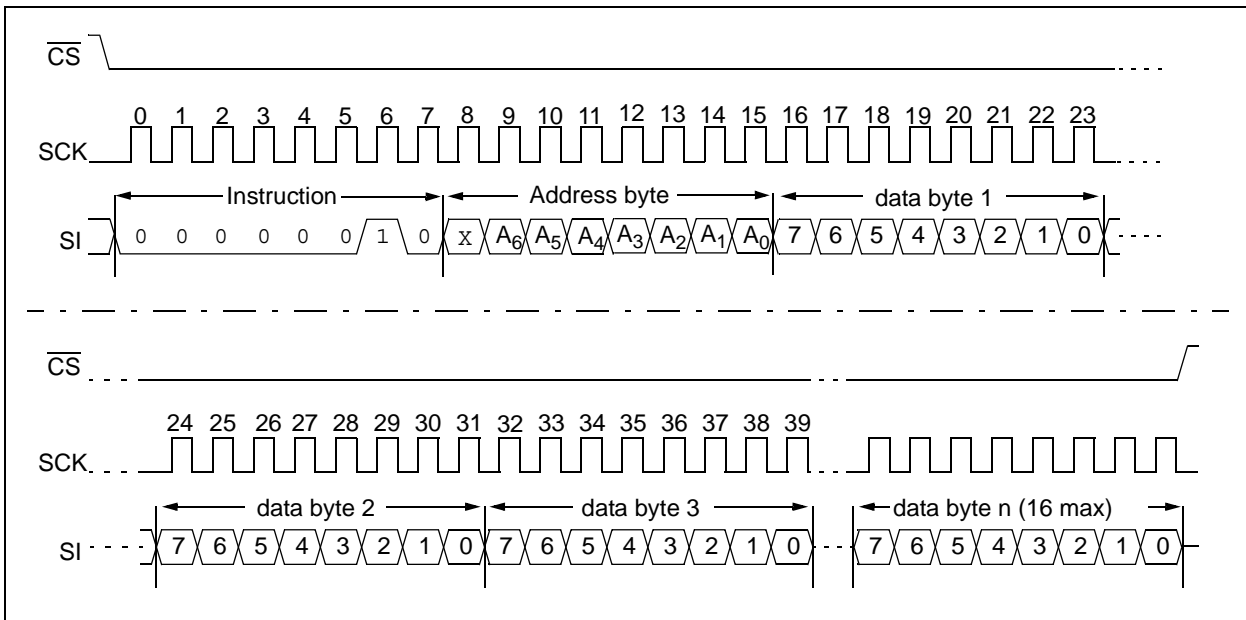 CS
0 1 2 3 4 5 6 7 8 9 10 11 12 13 14 15 16 17 18 19 20 21 22 23
SCK
Instruction Address byte data byte 1
SI 0 0 0 0 0 0 1 0 X A6 A5 A4 A3 A2 A1 A0 7 6 5 4 3 2 1 0
CS
24 25 26 27 28 29 30 31 32 33 34 35 36 37 38 39
SCK
data byte 2 data byte 3 data byte n (16 max)
SI 7 6 5 4 3 2 1 0 7 6 5 4 3 2 1 0 7 6 5 4 3 2 1 0